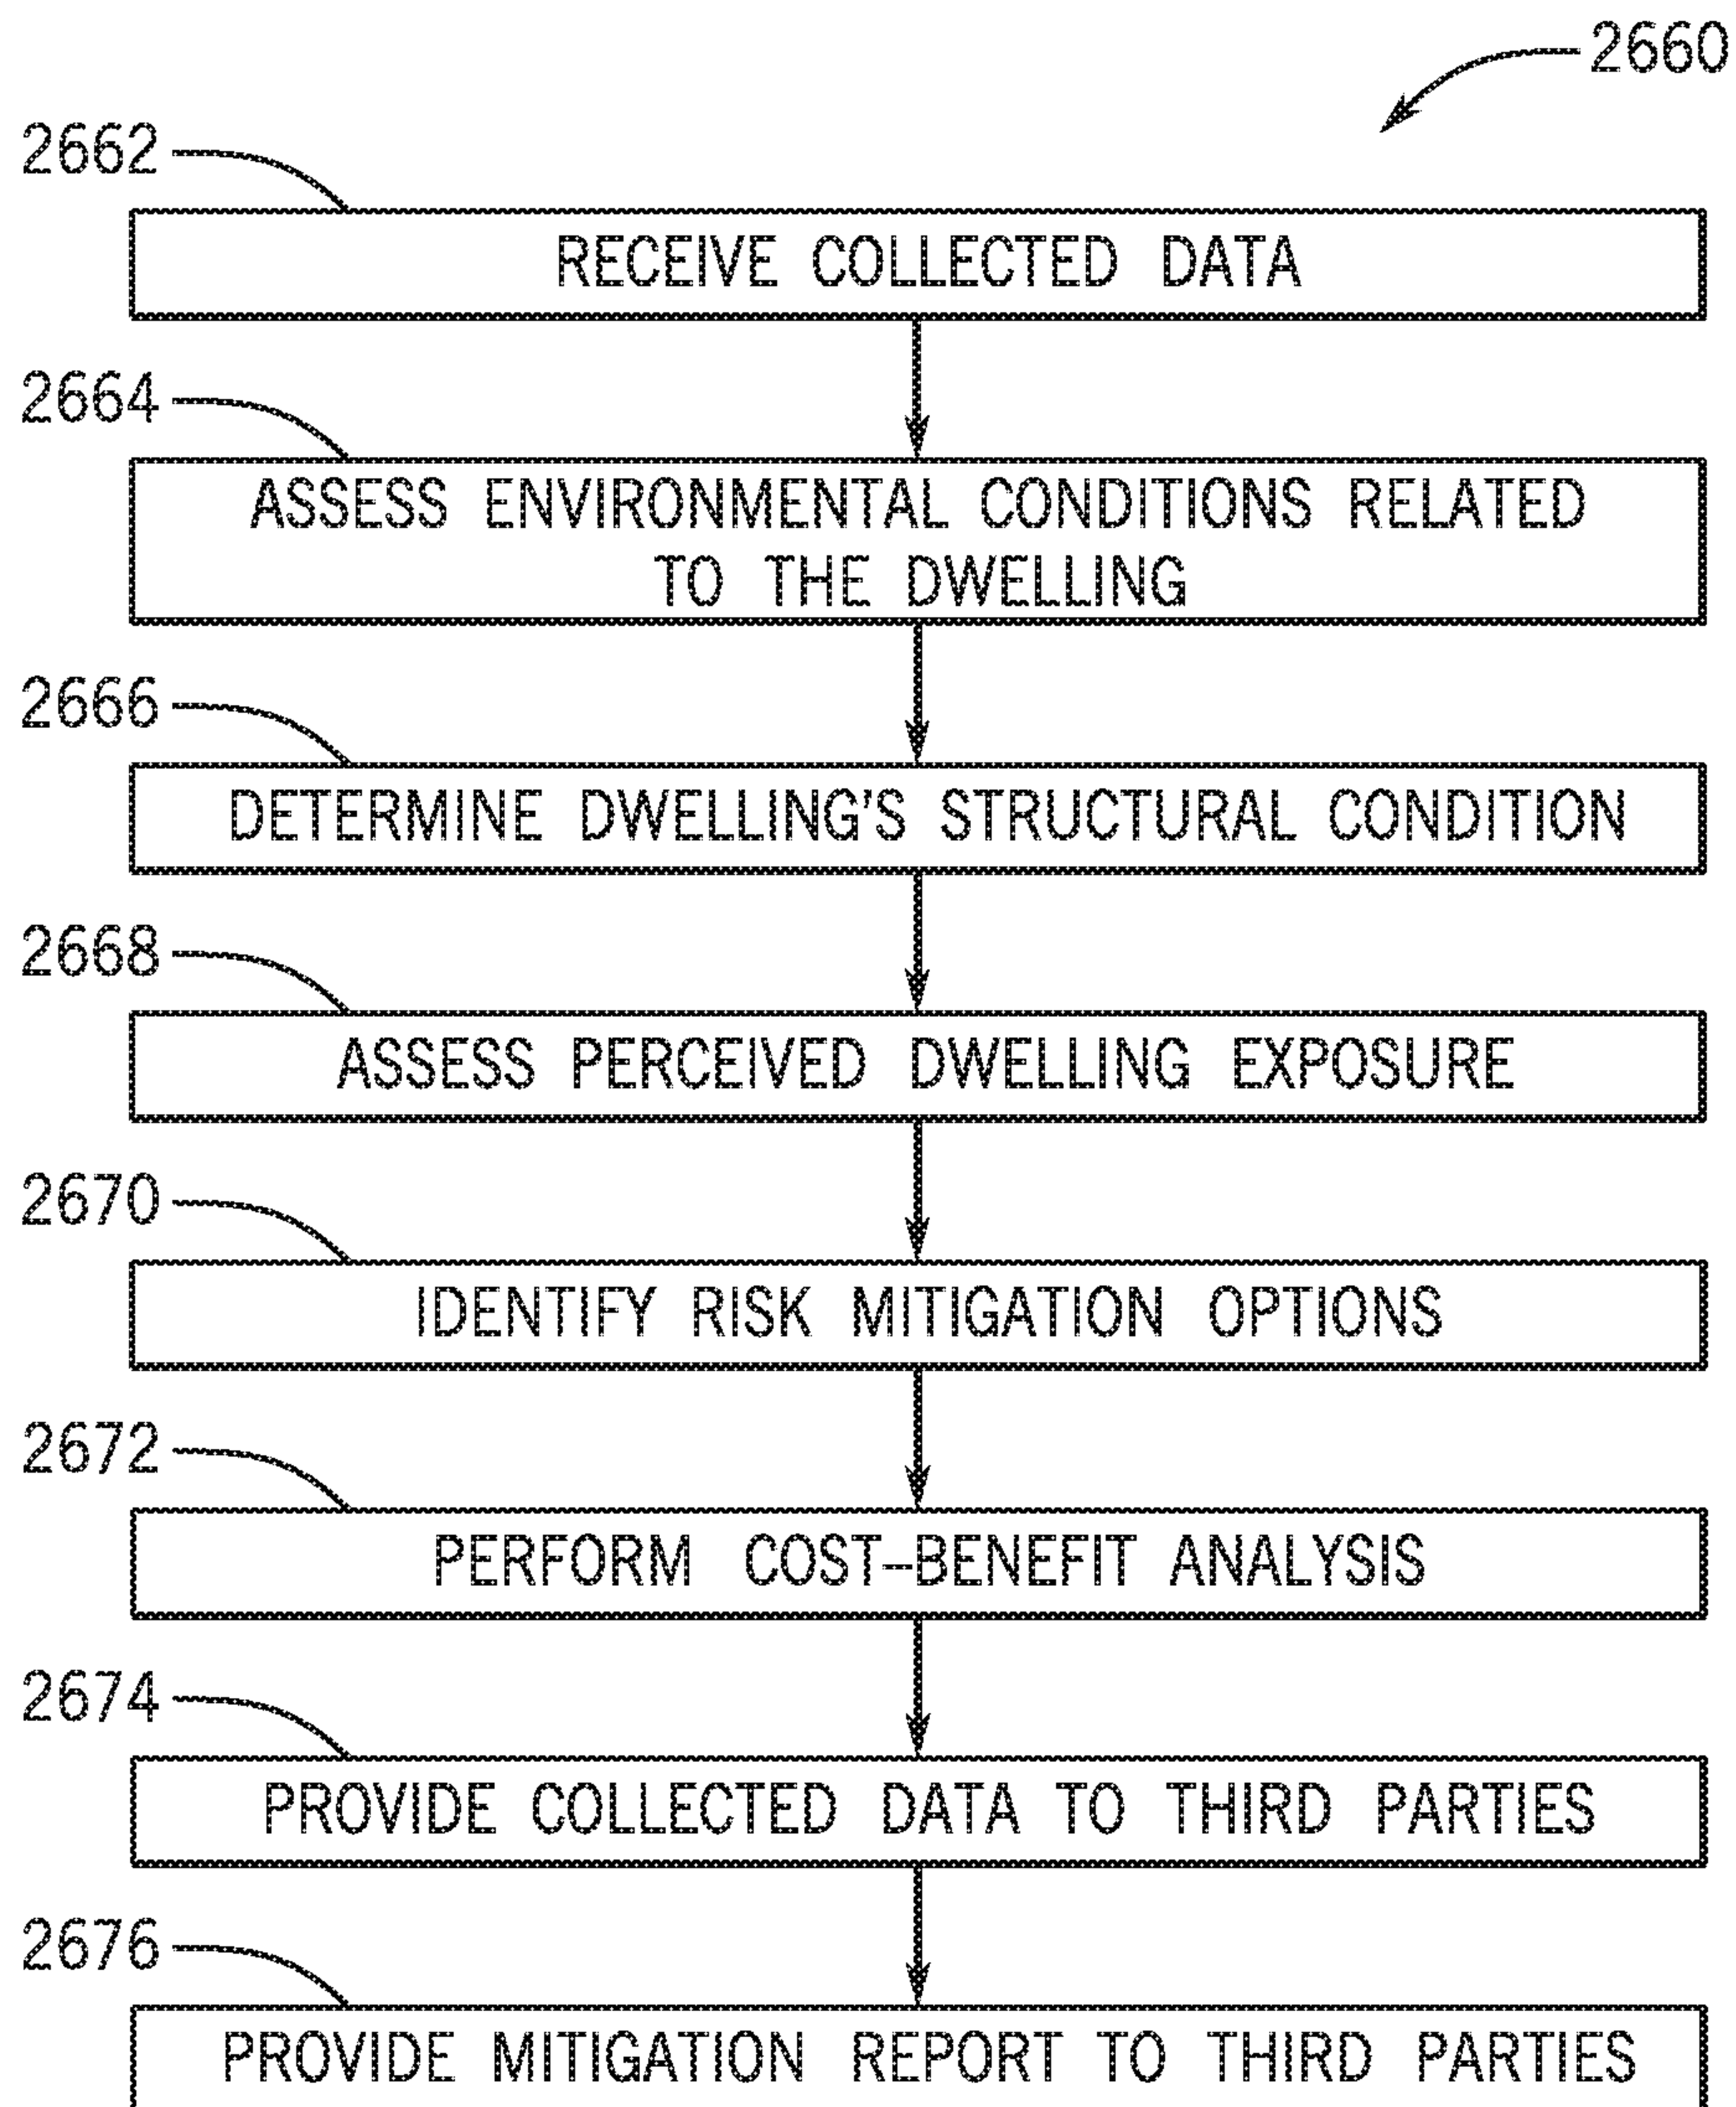 2660
2662
RECEIVE COLLECTED DATA
2664
ASSESS ENVIRONMENTAL CONDITIONS RELATED
TO THE DWELLING
2666
DETERMINE DWELLING'S STRUCTURAL CONDITION
2668
ASSESS PERCEIVED DWELLING EXPOSURE
2670
IDENTIFY RISK MITIGATION OPTIONS
2672
PERFORM COST–BENEFIT ANALYSIS
2674
PROVIDE COLLECTED DATA TO THIRD PARTIES
2676
PROVIDE MITIGATION REPORT TO THIRD PARTIES